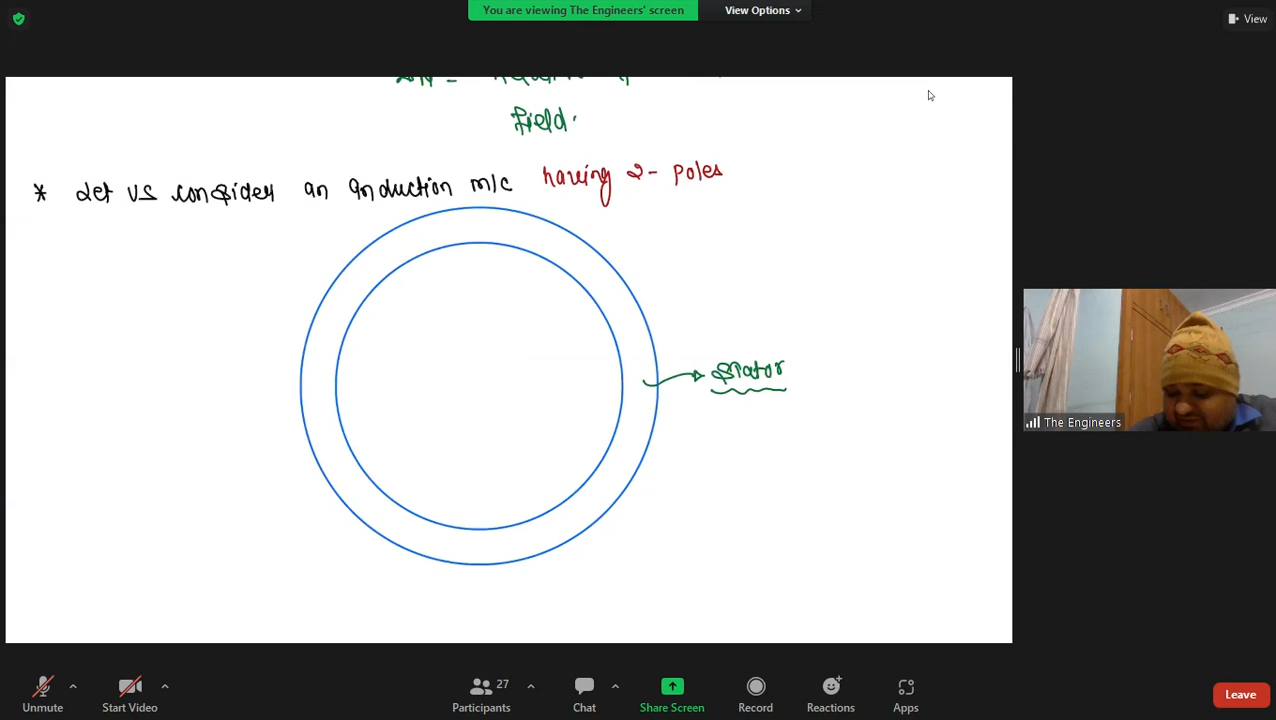 You are viewing The Engineers' screen
View Options
View
Field.
* Let us consider an induction m/c having 2- poles
Stator
The Engineers
Unmute
Start Video
Participants
27
Chat
Share Screen
Record
Reactions
Apps
Leave